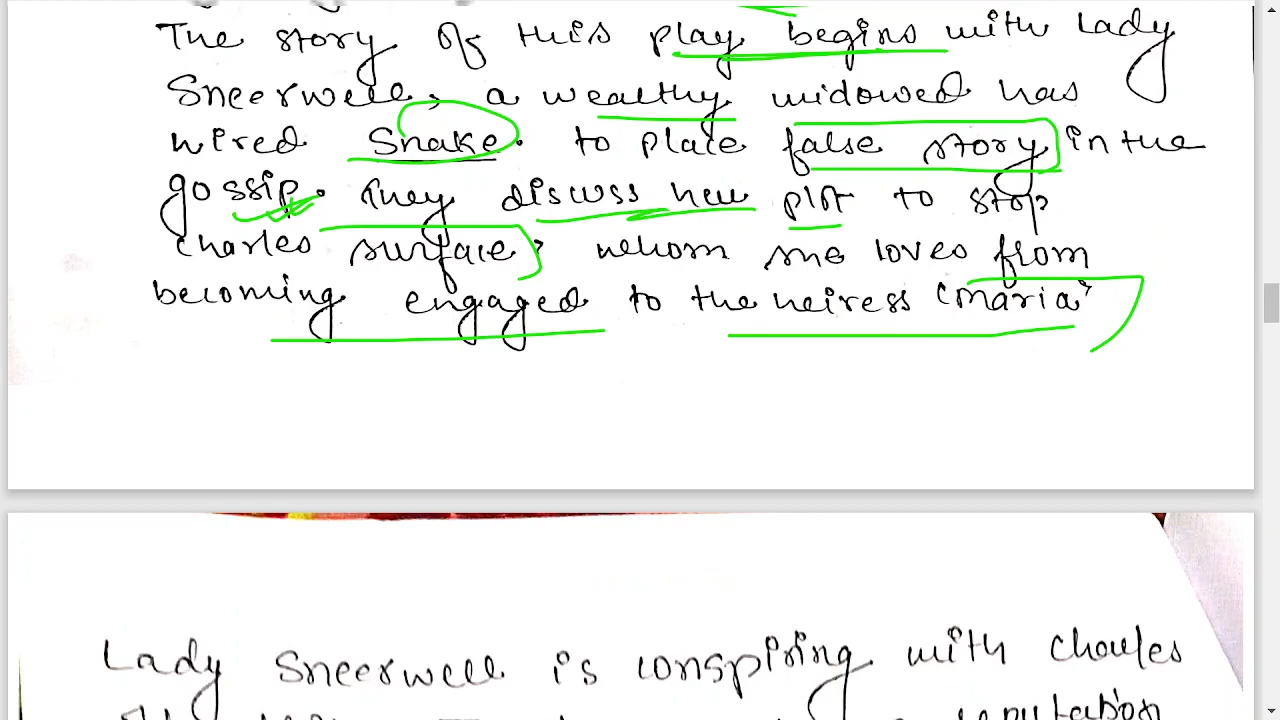 The story of this play begins with Lady
Sneerwell, a wealthy widowed has
hired Snake. to place false story in the
gossip. They discuss new plot to stop
Charles surface, whom she loves from
becoming engaged to the heiress (Maria)
Lady Sneerwell is conspiring with Charles
reputation